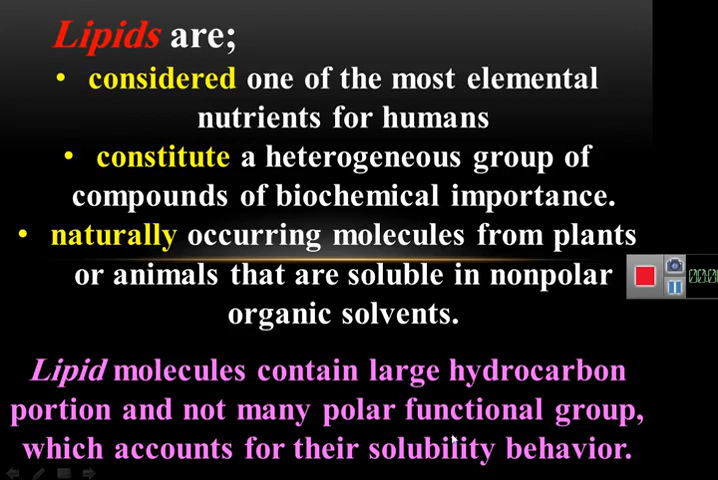 Lipids are;
• considered one of the most elemental
nutrients for humans
• constitute a heterogeneous group of
compounds of biochemical importance.
• naturally occurring molecules from plants
or animals that are soluble in nonpolar
organic solvents.
Lipid molecules contain large hydrocarbon
portion and not many polar functional group,
which accounts for their solubility behavior.